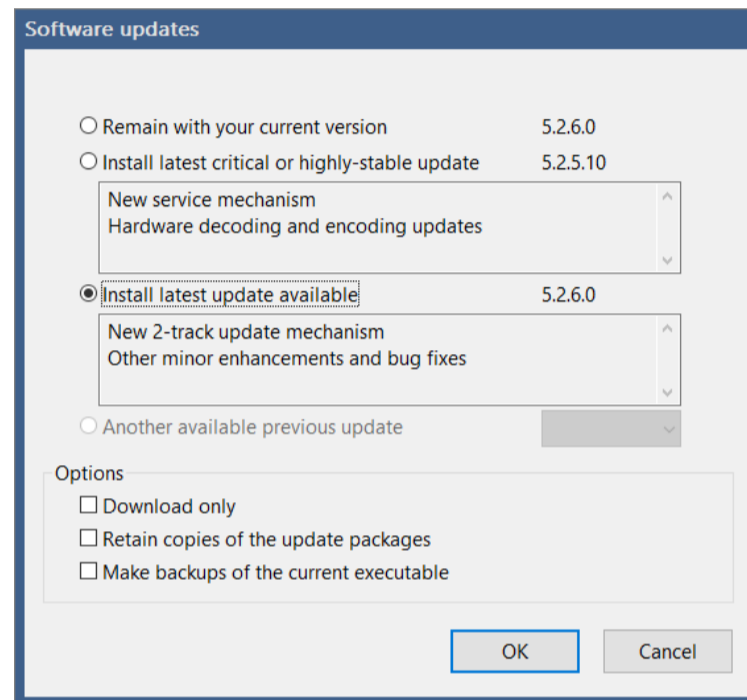 Software updates
Remain with your current version 5.2.6.0
Install latest critical or highly-stable update 5.2.5.10
New service mechanism
Hardware decoding and encoding updates
Install latest update available 5.2.6.0
New 2-track update mechanism
Other minor enhancements and bug fixes
Another available previous update
Options
Download only
Retain copies of the update packages
Make backups of the current executable
OK Cancel